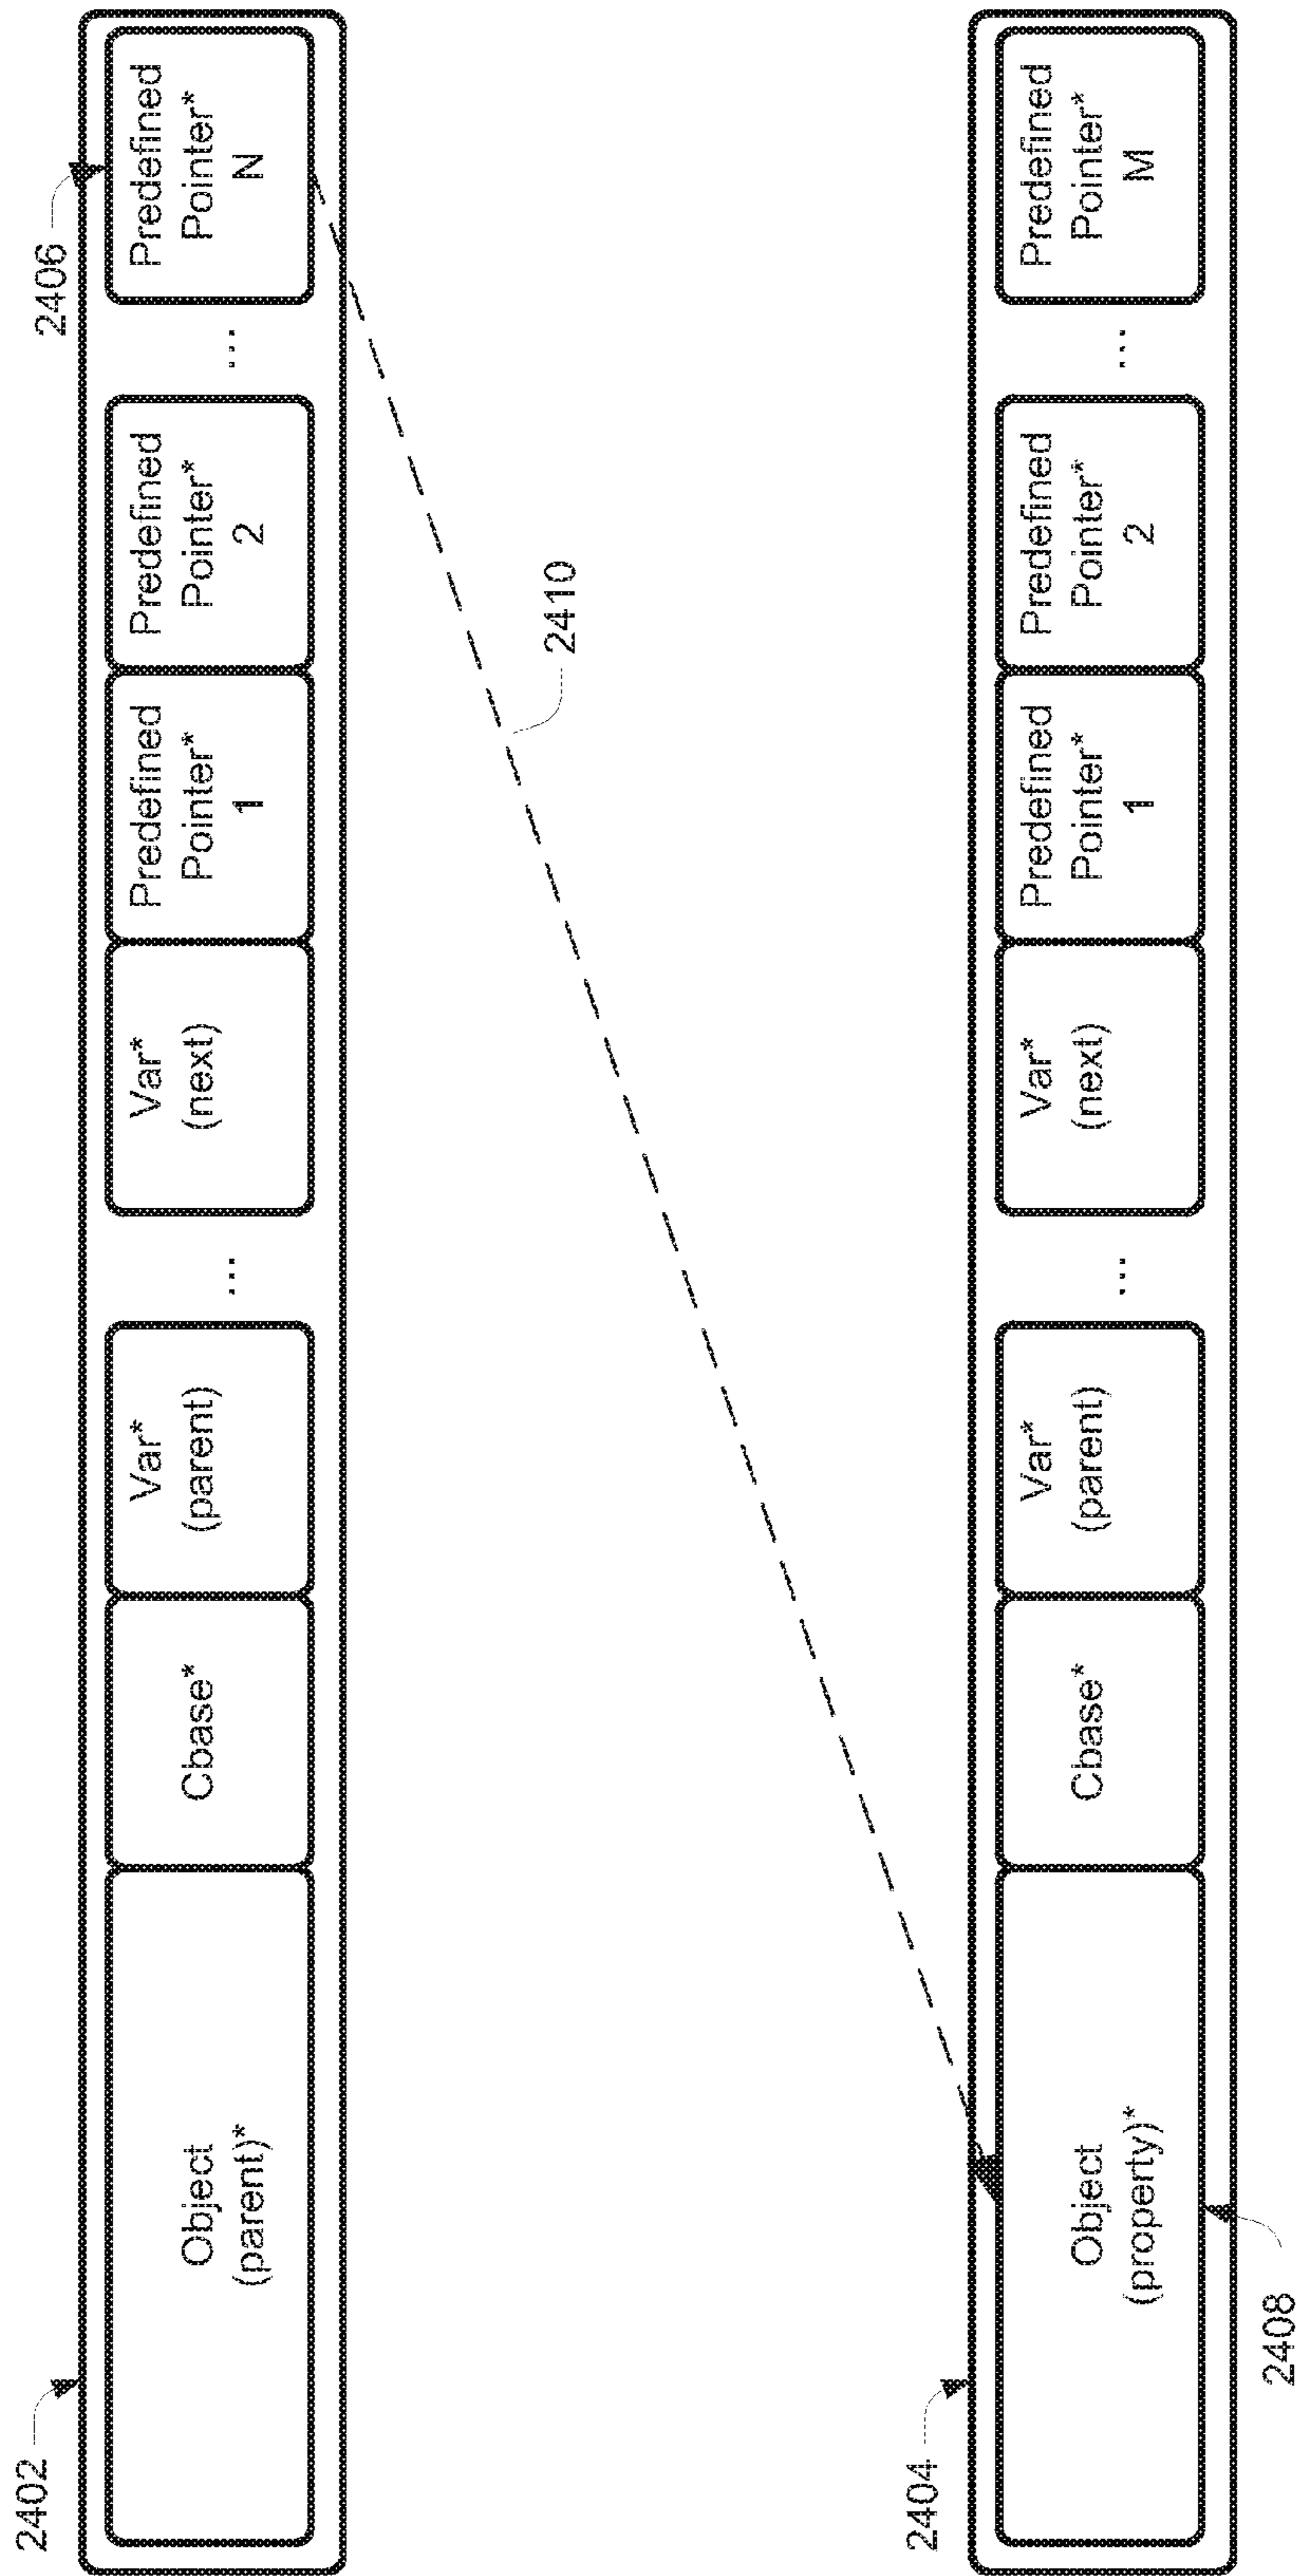 2402
Object
(parent)*
Cbase*
Var*
(parent)
...
Var*
(next)
Predefined
Pointer*
1
Predefined
Pointer*
2
...
Predefined
Pointer*
N
2406
2410
2404
Object
(property)*
Cbase*
Var*
(parent)
...
Var*
(next)
Predefined
Pointer*
1
Predefined
Pointer*
2
...
Predefined
Pointer*
M
2408